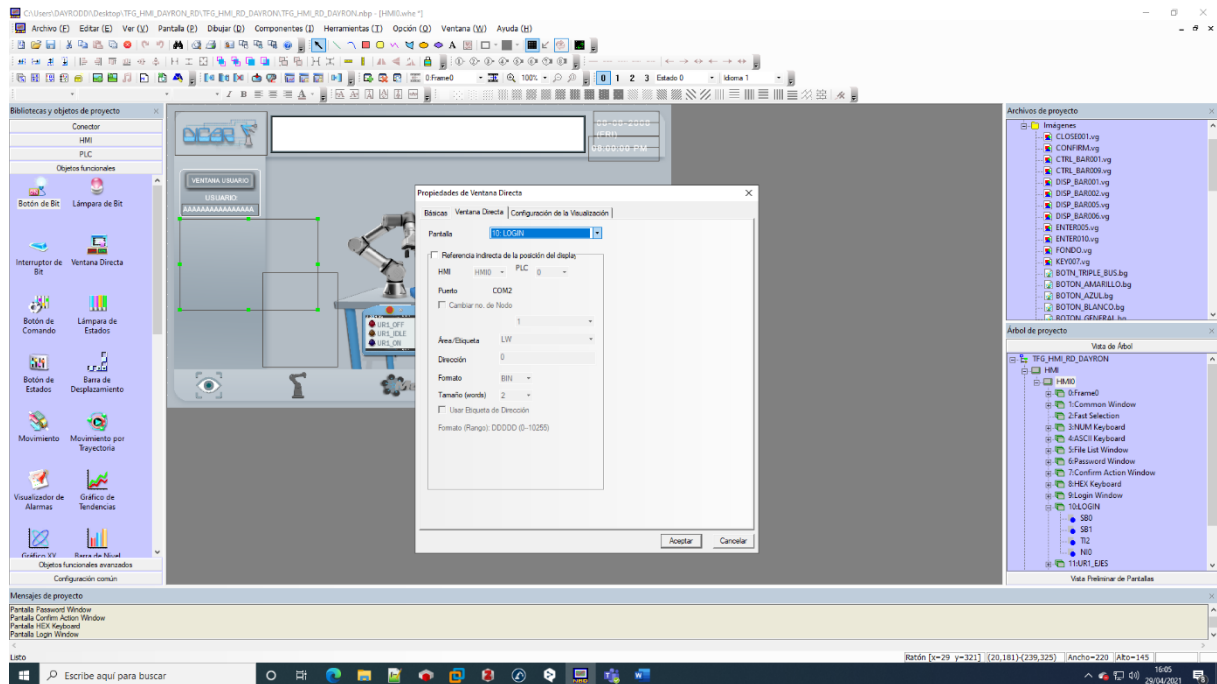 C:\Users\DAYRODDI\Desktop\TFG_HMI_DAYRON_RD\TFG_HMI_RD_DAYRON\TFG_HMI_RD_DAYRON.nbp - [HMI0.whe *]
Archivo (F) Editar (E) Ver (V) Pantalla (P) Dibujar (D) Componentes (I) Herramientas (T) Opción (O) Ventana (W) Ayuda (H)
0:Frame0 100% 0 1 2 3 Estado 0 Idioma 1
Bibliotecas y objetos de proyecto
Conector
HMI
PLC
Objetos funcionales
Botón de Bit
Lámpara de Bit
Interruptor de Bit
Ventana Directa
Botón de Comando
Lámpara de Estados
Botón de Estados
Barra de Desplazamiento
Movimiento
Movimiento por Trayectoria
Visualizador de Alarmas
Gráfico de Tendencias
Gráfico XY
Barra de Nivel
Objetos funcionales avanzados
Configuración común
VENTANA USUARIO
USUARIO
AAAAAAAAAAAAAA
(FRI)
08:00:00 PM
UR1_OFF
UR1_IDLE
UR1_ON
Propiedades de Ventana Directa
Básicas Ventana Directa Configuración de la Visualización
Pantalla 10: LOGIN
Referencia indirecta de la posición del display
HMI HMI0 PLC 0
Puerto COM2
Cambiar no. de Nodo
1
Área/Etiqueta LW
Dirección 0
Formato BIN
Tamaño (words) 2
Usar Etiqueta de Dirección
Formato (Rango): DDDDD (0~10255)
Aceptar Cancelar
Archivos de proyecto
Imágenes
CLOSE001.vg
CONFIRM.vg
CTRL_BAR001.vg
CTRL_BAR009.vg
DISP_BAR001.vg
DISP_BAR002.vg
DISP_BAR005.vg
DISP_BAR006.vg
ENTER005.vg
ENTER010.vg
FONDO.vg
KEY007.vg
BOTN_TRIPLE_BUS.bg
BOTON_AMARILLO.bg
BOTON_AZUL.bg
BOTON_BLANCO.bg
BOTON_GENERAL.bg
Árbol de proyecto
Vista de Árbol
TFG_HMI_RD_DAYRON
HMI
HMI0
0:Frame0
1:Common Window
2:Fast Selection
3:NUM Keyboard
4:ASCII Keyboard
5:File List Window
6:Password Window
7:Confirm Action Window
8:HEX Keyboard
9:Login Window
10:LOGIN
SB0
SB1
TI2
NI0
11:UR1_EJES
Vista Preliminar de Pantallas
Mensajes de proyecto
Pantalla Password Window
Pantalla Confirm Action Window
Pantalla HEX Keyboard
Pantalla Login Window
Listo
Ratón [x=29 y=321] (20,181)-(239,325) Ancho=220 Alto=145
Escribe aquí para buscar
16:05
29/04/2021